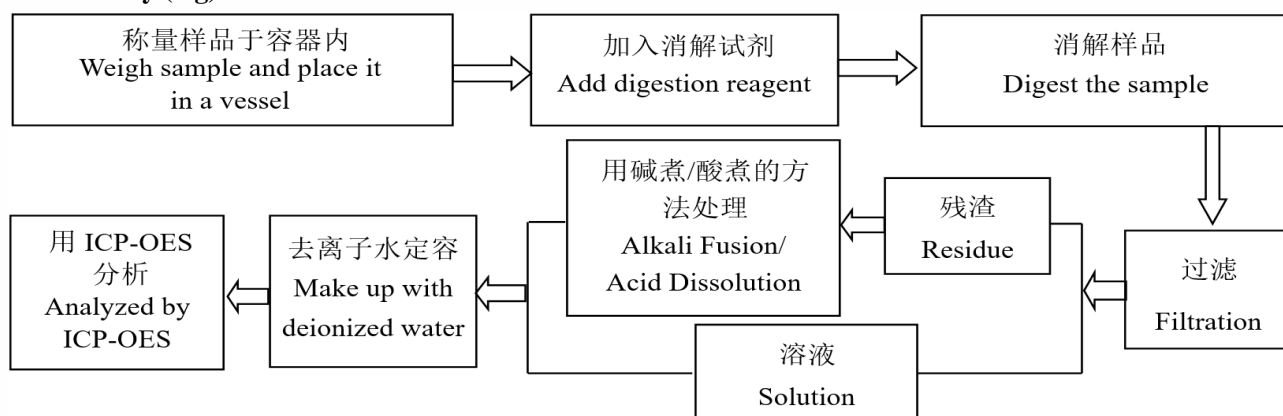 称量样品于容器内
Weigh sample and place it
in a vessel
加入消解试剂
Add digestion reagent
消解样品
Digest the sample
过滤
Filtration
残渣
Residue
用碱煮/酸煮的方
法处理
Alkali Fusion/
Acid Dissolution
溶液
Solution
去离子水定容
Make up with
deionized water
用 ICP-OES
分析
Analyzed by
ICP-OES